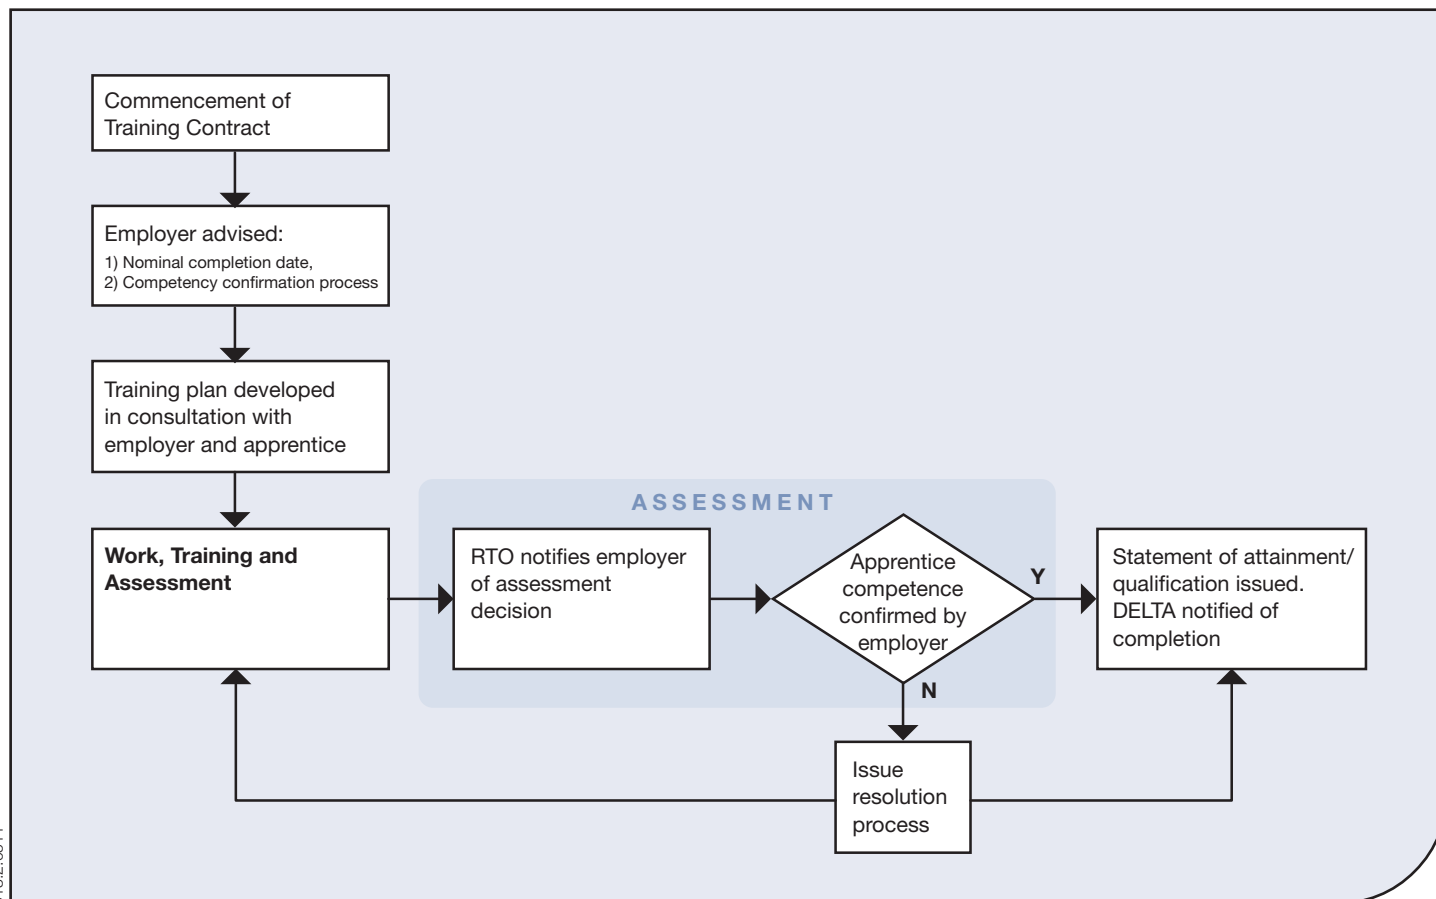 Commencement of
Training Contract
Employer advised:
1) Nominal completion date,
2) Competency confirmation process
Training plan developed
in consultation with
employer and apprentice
Work, Training and
Assessment
ASSESSMENT
RTO notifies employer
of assessment
decision
Apprentice
competence
confirmed by
employer
Y
Statement of attainment/
qualification issued.
DELTA notified of
completion
N
Issue
resolution
process